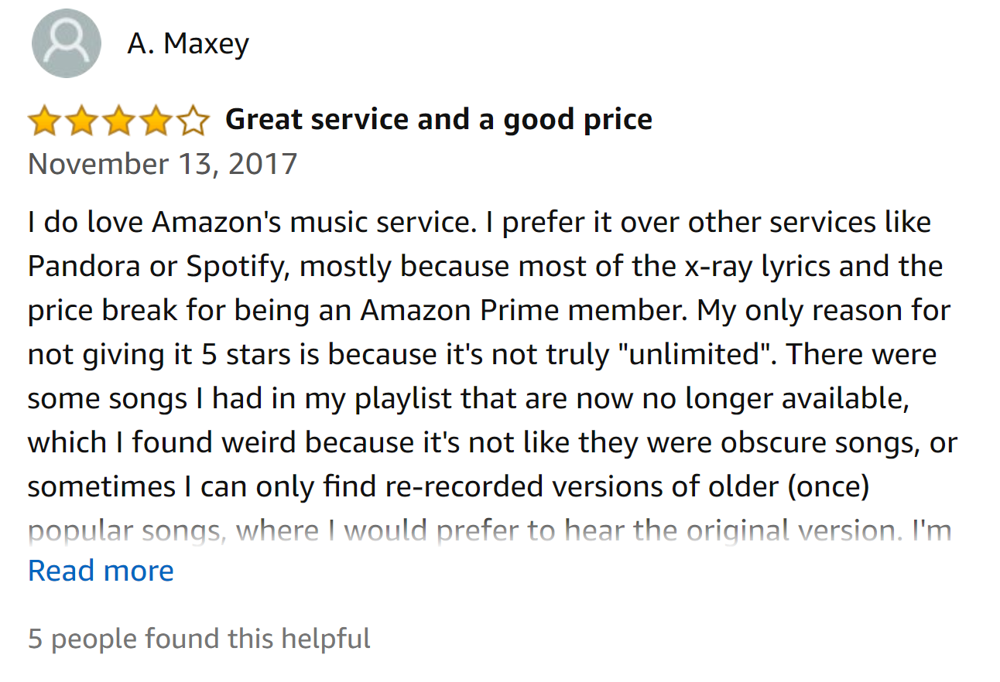 A. Maxey
Great service and a good price
November 13, 2017
I do love Amazon's music service. I prefer it over other services like
Pandora or Spotify, mostly because most of the x-ray lyrics and the
price break for being an Amazon Prime member. My only reason for
not giving it 5 stars is because it's not truly "unlimited". There were
some songs I had in my playlist that are now no longer available,
which I found weird because it's not like they were obscure songs, or
sometimes I can only find re-recorded versions of older (once)
popular songs, where I would prefer to hear the original version. I'm
Read more
5 people found this helpful